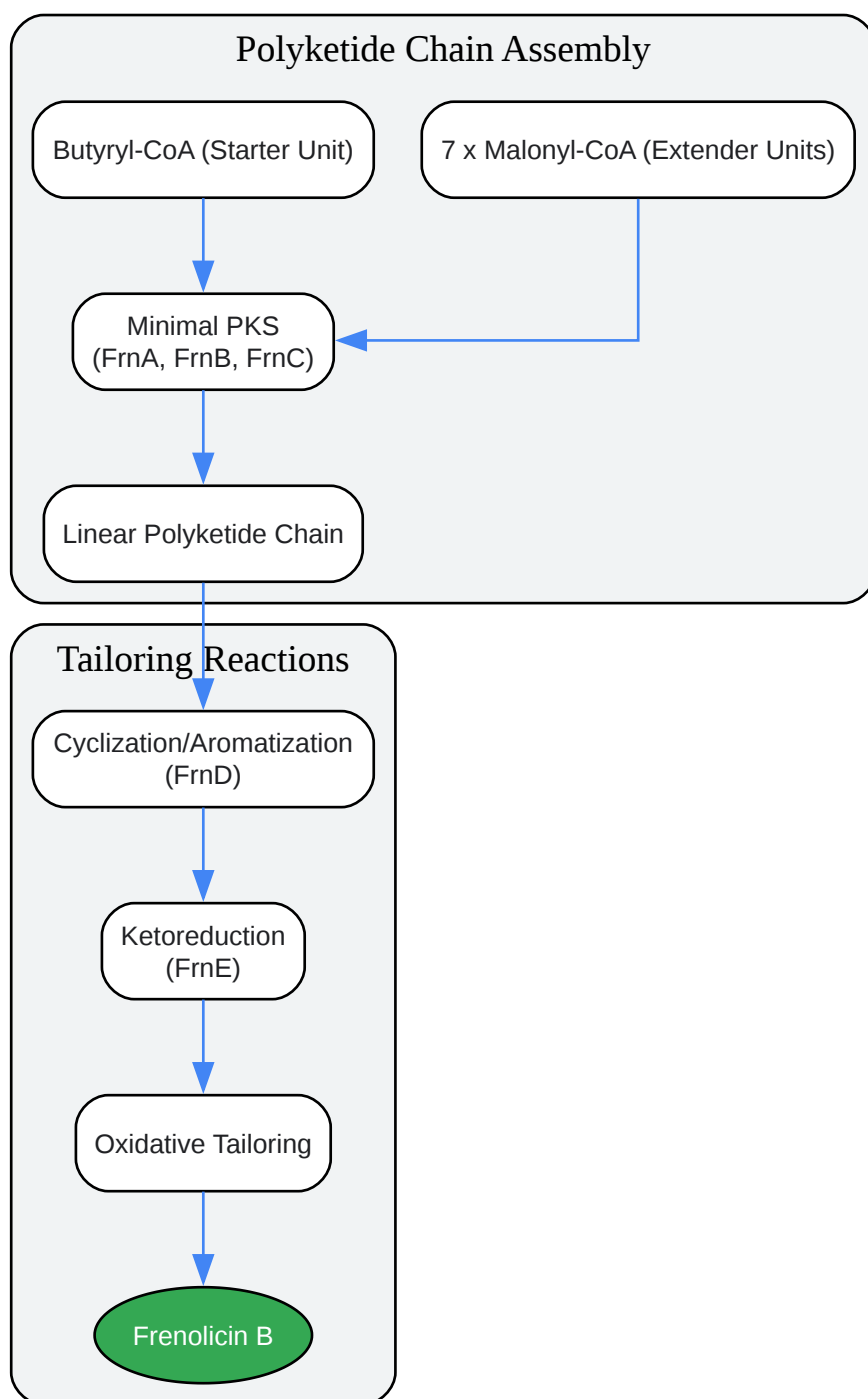 Polyketide Chain Assembly
Butyryl-CoA (Starter Unit)
7 x Malonyl-CoA (Extender Units)
Minimal PKS
(FrnA, FrnB, FrnC)
Linear Polyketide Chain
Tailoring Reactions
Cyclization/Aromatization
(FrnD)
Ketoreduction
(FrnE)
Oxidative Tailoring
Frenolicin B